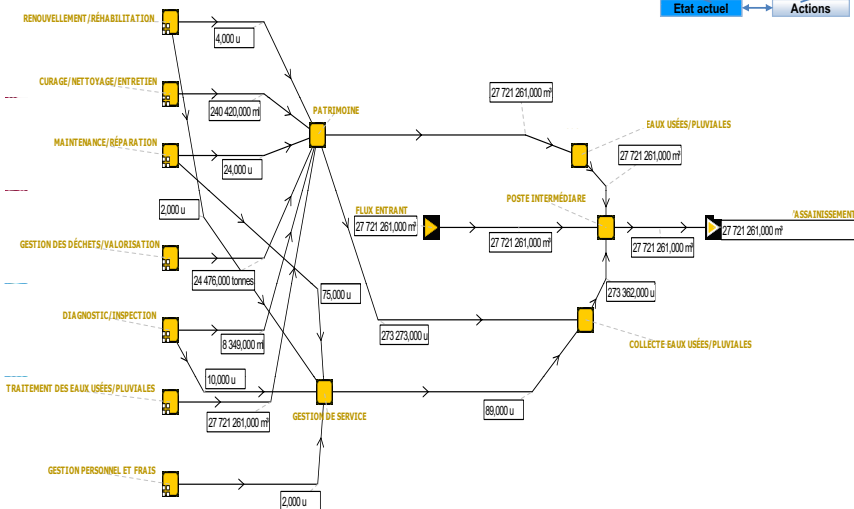 Etat actuel
Actions
RENOUVELLEMENT/RÉHABILITATION...
4,000 u
CURAGE/NETTOYAGE/ENTRETIEN
240 420,000 ml
PATRIMOINE
27 721 261,000 m³
EAUX USÉES/PLUVIALES
MAINTENANCE/RÉPARATION
24,000 u
27 721 261,000 m³
2,000 u
POSTE INTERMÉDIARE
FLUX ENTRANT
27 721 261,000 m³
'ASSAINISSEMENT
27 721 261,000 m³
27 721 261,000 m³
27 721 261,000 m³
GESTION DES DÉCHETS/VALORISATION
24 476,000 tonnes
75,000 u
273 362,000 u
DIAGNOSTIC/INSPECTION
8 349,000 ml
273 273,000 u
COLLECTE EAUX USÉES/PLUVIALES
10,000 u
TRAITEMENT DES EAUX USÉES/PLUVIALES
27 721 261,000 m³
GESTION DE SERVICE
89,000 u
GESTION PERSONNEL ET FRAIS
2,000 u